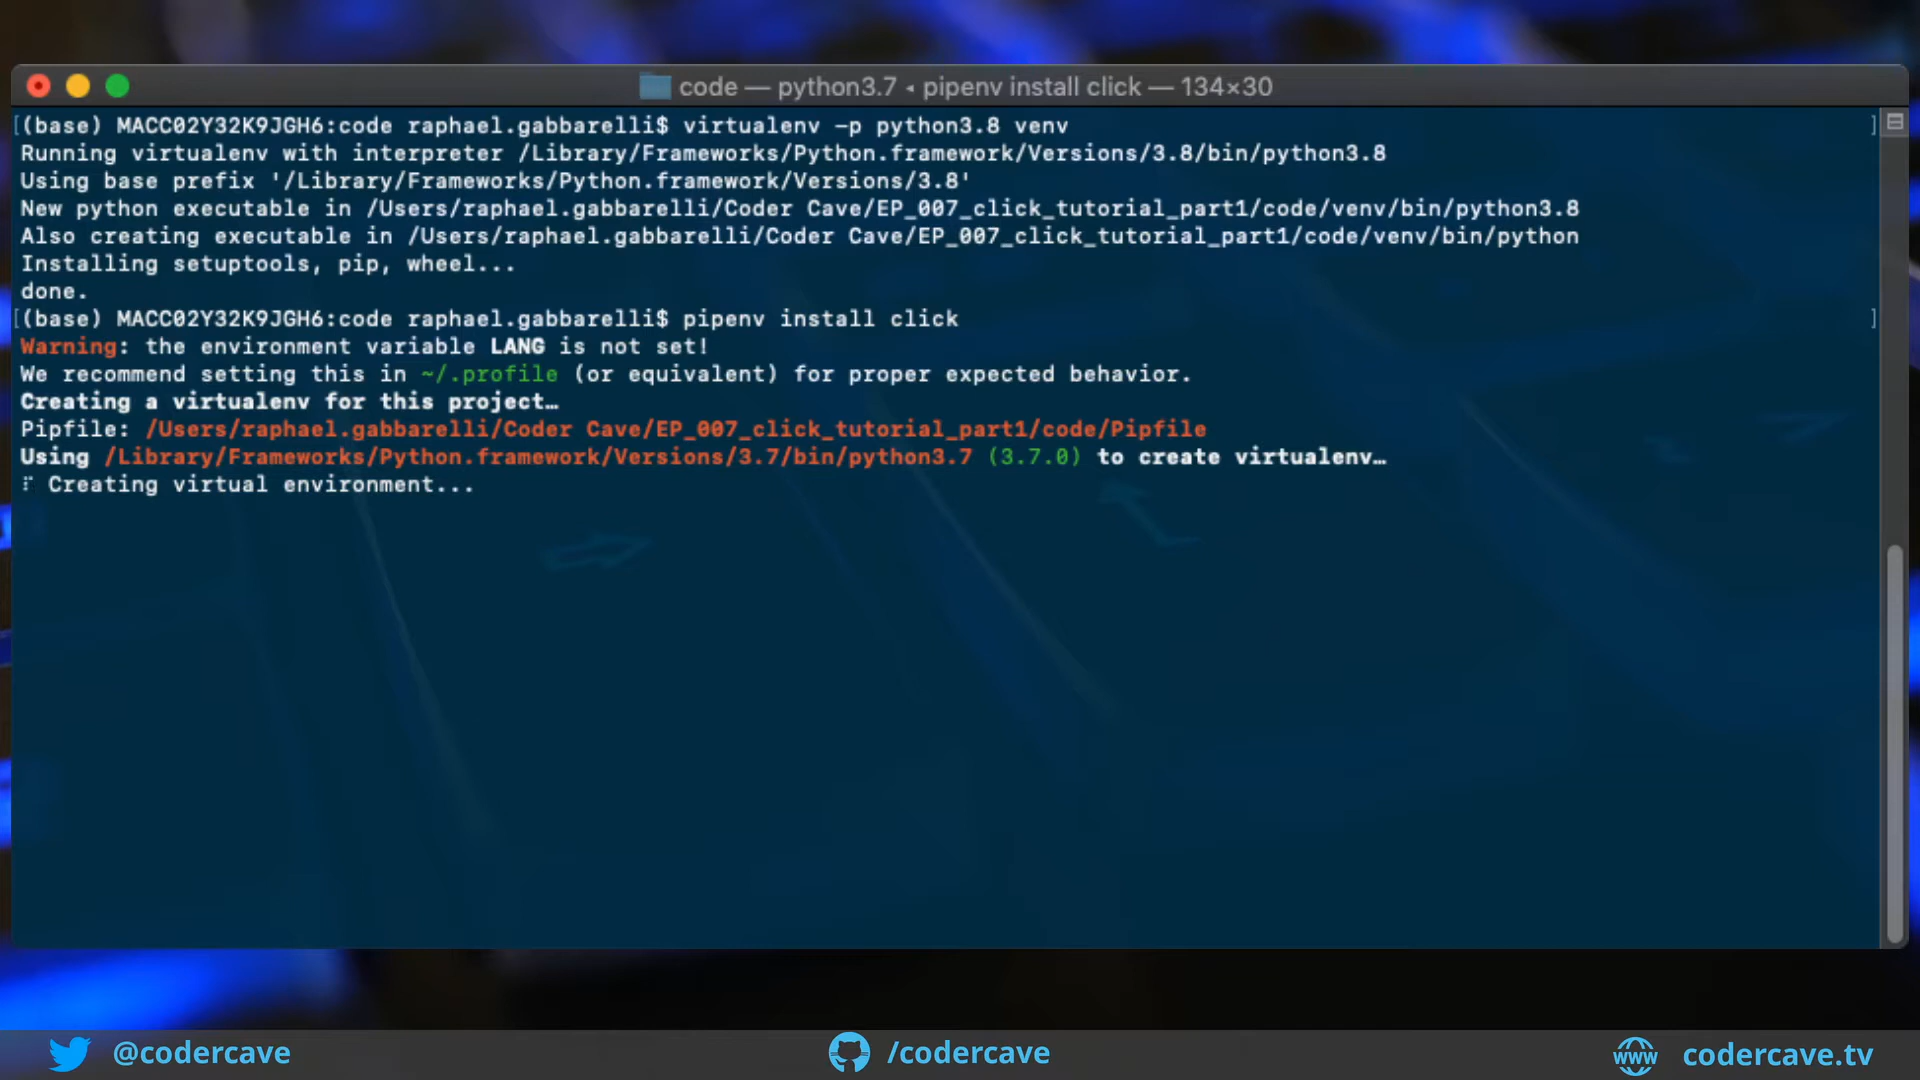 code — python3.7 ◂ pipenv install click — 134×30
[(base) MACC02Y32K9JGH6:code raphael.gabbarelli$ virtualenv -p python3.8 venv ]
Running virtualenv with interpreter /Library/Frameworks/Python.framework/Versions/3.8/bin/python3.8
Using base prefix '/Library/Frameworks/Python.framework/Versions/3.8'
New python executable in /Users/raphael.gabbarelli/Coder Cave/EP_007_click_tutorial_part1/code/venv/bin/python3.8
Also creating executable in /Users/raphael.gabbarelli/Coder Cave/EP_007_click_tutorial_part1/code/venv/bin/python
Installing setuptools, pip, wheel...
done.
[(base) MACC02Y32K9JGH6:code raphael.gabbarelli$ pipenv install click ]
Warning: the environment variable LANG is not set!
We recommend setting this in ~/.profile (or equivalent) for proper expected behavior.
Creating a virtualenv for this project…
Pipfile: /Users/raphael.gabbarelli/Coder Cave/EP_007_click_tutorial_part1/code/Pipfile
Using /Library/Frameworks/Python.framework/Versions/3.7/bin/python3.7 (3.7.0) to create virtualenv…
Creating virtual environment...
@codercave
/codercave
www
codercave.tv